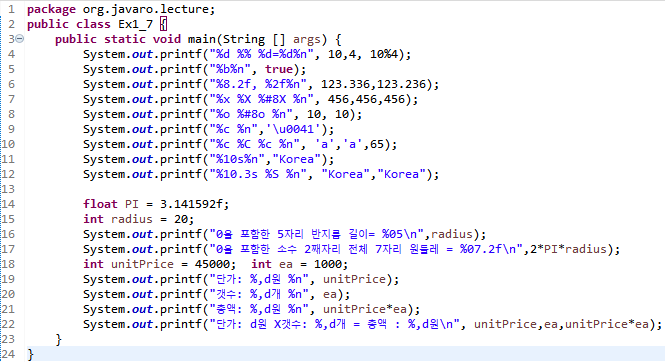 1 package org.javaro.lecture;
2 public class Ex1_7 {
3 public static void main(String [] args) {
4 System.out.printf("%d %% %d=%d%n", 10,4, 10%4);
5 System.out.printf("%b%n", true);
6 System.out.printf("%8.2f, %2f%n", 123.336,123.236);
7 System.out.printf("%x %X %#8X %n", 456,456,456);
8 System.out.printf("%o %#8o %n", 10, 10);
9 System.out.printf("%c %n",'\u0041');
10 System.out.printf("%c %C %c %n", 'a','a',65);
11 System.out.printf("%10s%n","Korea");
12 System.out.printf("%10.3s %S %n", "Korea","Korea");
13
14 float PI = 3.141592f;
15 int radius = 20;
16 System.out.printf("0을 포함한 5자리 반지름 길이= %05\n",radius);
17 System.out.printf("0을 포함한 소수 2째자리 전체 7자리 원둘레 = %07.2f\n",2*PI*radius);
18 int unitPrice = 45000; int ea = 1000;
19 System.out.printf("단가: %,d원 %n", unitPrice);
20 System.out.printf("갯수: %,d개 %n", ea);
21 System.out.printf("총액: %,d원 %n", unitPrice*ea);
22 System.out.printf("단가: d원 X갯수: %,d개 = 총액 : %,d원\n", unitPrice,ea,unitPrice*ea);
23 }
24 }